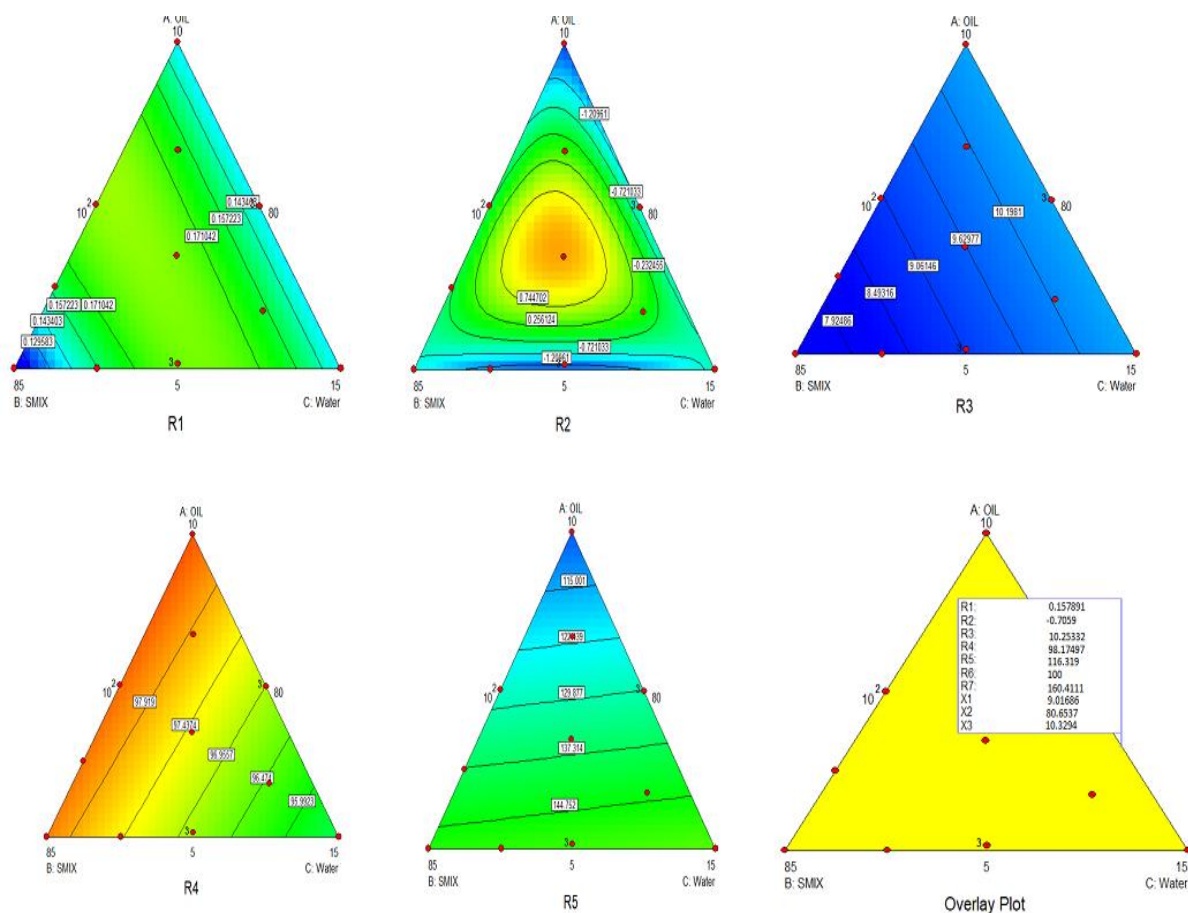 A: OIL
10
0.143403
0.157223
0.171042
2
10
3
80
0.157223
0.171042
0.143403
0.129583
3
85
5
15
B: SMIX
C: Water
R1
A: OIL
10
-1.20961
-0.721033
2
10
3
80
-0.232455
0.744702
0.256124
-0.721033
-1.20961
3
85
5
15
B: SMIX
C: Water
R2
A: OIL
10
2
10
3
80
10.1981
9.62977
9.06146
8.49316
7.92486
85
5
15
B: SMIX
C: Water
R3
A: OIL
10
2
10
3
80
97.919
97.4374
96.9557
96.474
95.9923
3
85
5
15
B: SMIX
C: Water
R4
A: OIL
10
115.001
2
10
3
80
129.877
137.314
144.752
3
85
5
15
B: SMIX
C: Water
R5
A: OIL
10
R1: 0.157891
R2: -0.7059
R3: 10.25332
R4: 98.17497
R5: 116.319
R6: 100
R7: 160.4111
X1 9.01686
X2 80.6537
X3 10.3294
2
10
3
85
5
15
B: SMIX
C: Water
Overlay Plot